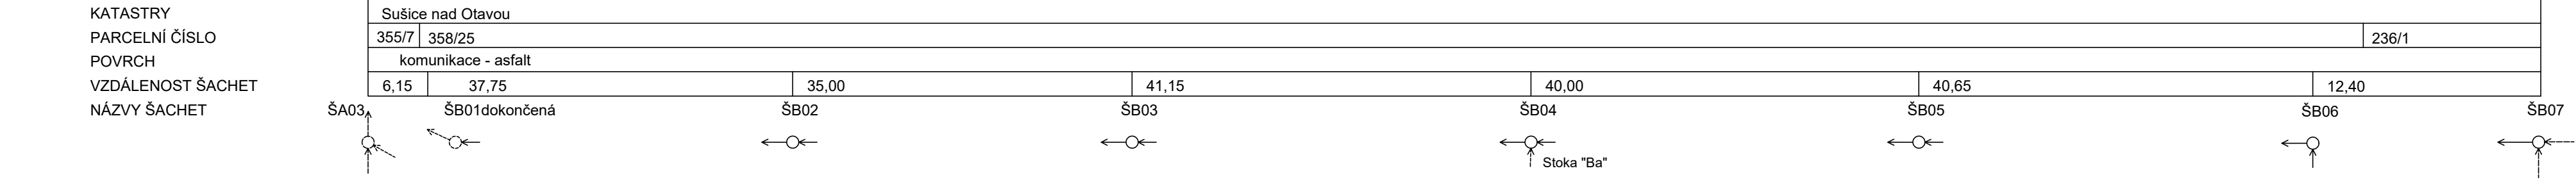 KATASTRY Sušice nad Otavou
PARCELNÍ ČÍSLO 355/7 358/25 236/1
POVRCH komunikace - asfalt
VZDÁLENOST ŠACHET 6,15 37,75 35,00 41,15 40,00 40,65 12,40
NÁZVY ŠACHET ŠA03 ŠB01dokončená ŠB02 ŠB03 ŠB04 ŠB05 ŠB06 ŠB07
Stoka "Ba"